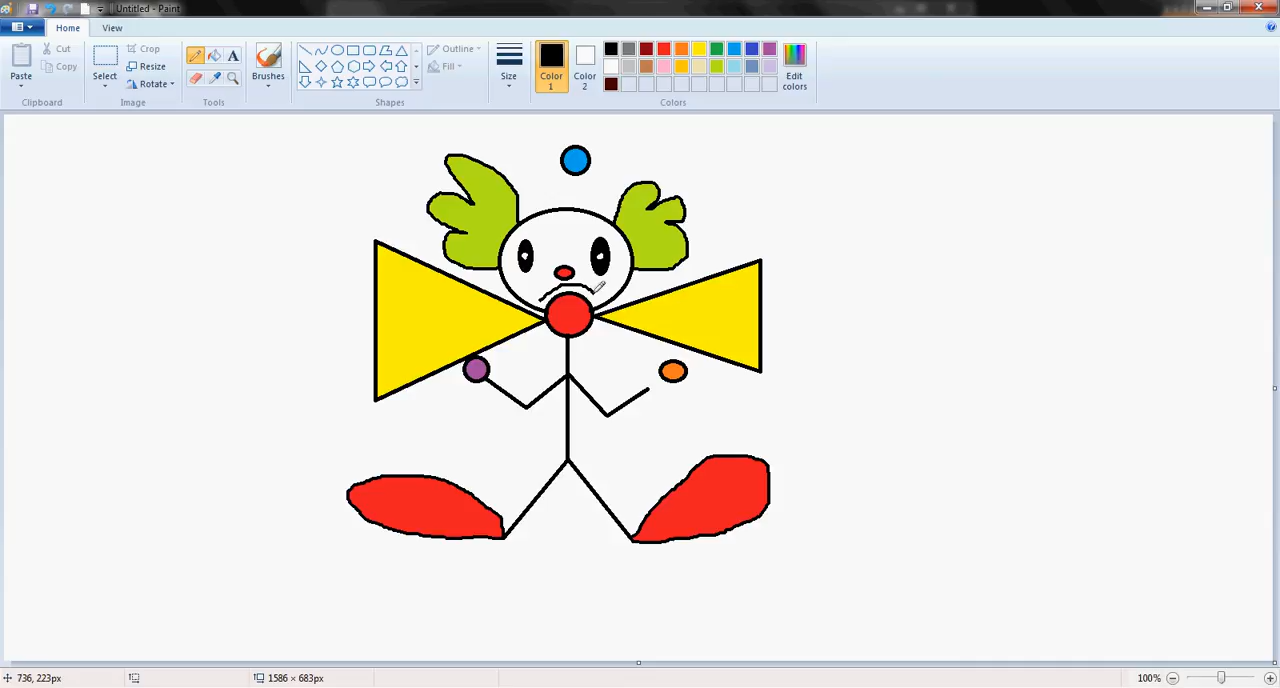 Untitled - Paint
Home
View
Paste
Cut
Copy
Clipboard
Select
Crop
Resize
Rotate
Image
A
Tools
Brushes
Shapes
Outline
Fill
Size
Color
1
Color
2
Edit
colors
Colors
736, 223px
1586 × 683px
100%